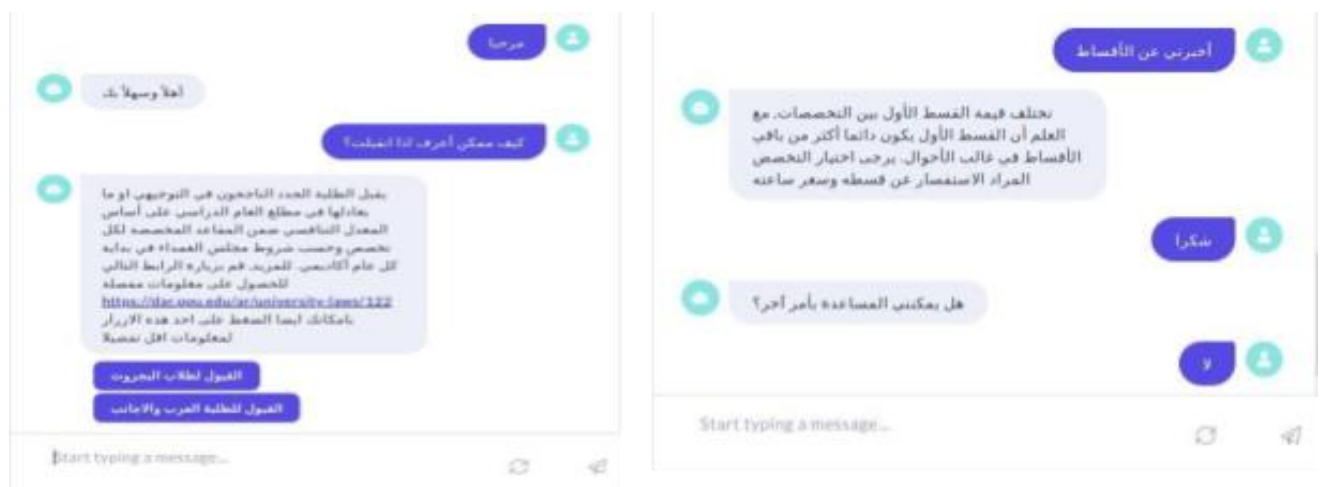 مرحبا
أهلاً وسهلاً بك
كيف ممكن أعرف اذا انقبلت؟
يقبل الطلبة الجدد الناجحون في التوجيهي او ما
يعادلها في مطلع العام الدراسي على أساس
المعدل التنافسي ضمن المقاعد المخصصة لكل
تخصص وحسب شروط مجلس العمداء في بداية
كل عام أكاديمي. للمزيد، قم بزيارة الرابط التالي
للحصول على معلومات مفصلة
بامكانك ايضا الضغط على احد هذه الازرار
لمعلومات اقل تفصيلا
القبول لطلاب البجروت
القبول للطلبة العرب والاجانب
Start typing a message...
أخبرني عن الأقساط
تختلف قيمة القسط الأول بين التخصصات، مع
العلم أن القسط الأول يكون دائما أكثر من باقي
الأقساط في غالب الأحوال. يرجى اختيار التخصص
المراد الاستفسار عن قسطه وسعر ساعته
شكرا
هل يمكنني المساعدة بأمر آخر؟
لا
Start typing a message...